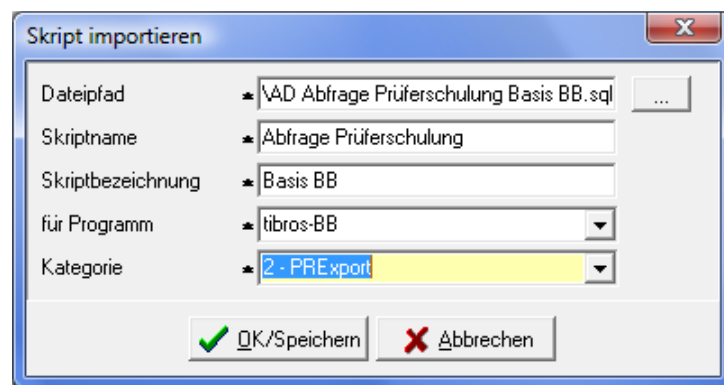 Skript importieren
Dateipfad * \AD Abfrage Prüferschulung Basis BB.sql ...
Skriptname * Abfrage Prüferschulung
Skriptbezeichnung * Basis BB
für Programm * tibros-BB
Kategorie * 2 - PRExport
OK/Speichern Abbrechen